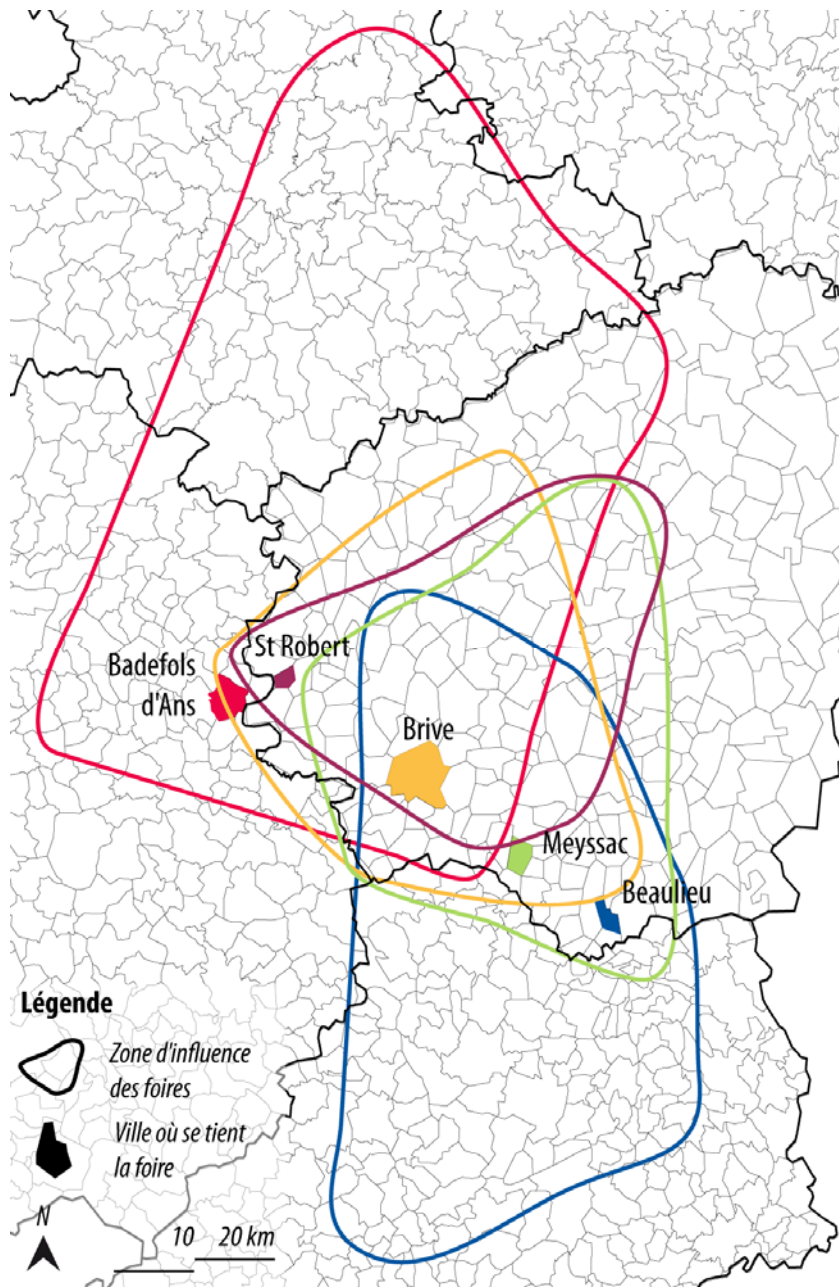 St Robert
Badefols
d'Ans
Brive
Meyssac
Beaulieu
Légende
Zone d'influence
des foires
Ville où se tient
la foire
N
10 20 km